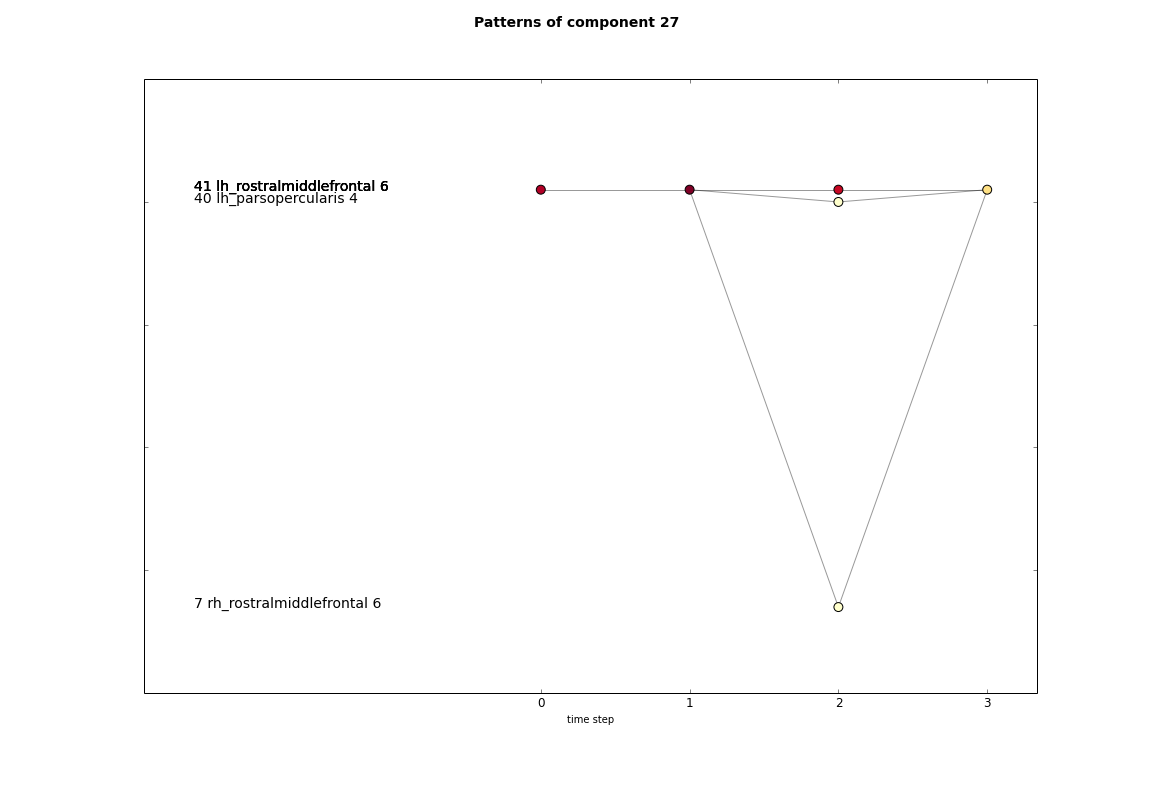 Patterns of component 27
41 lh_rostralmiddlefrontal 6
40 lh_parsopercularis 4
7 rh_rostralmiddlefrontal 6
0 1 2 3
time step